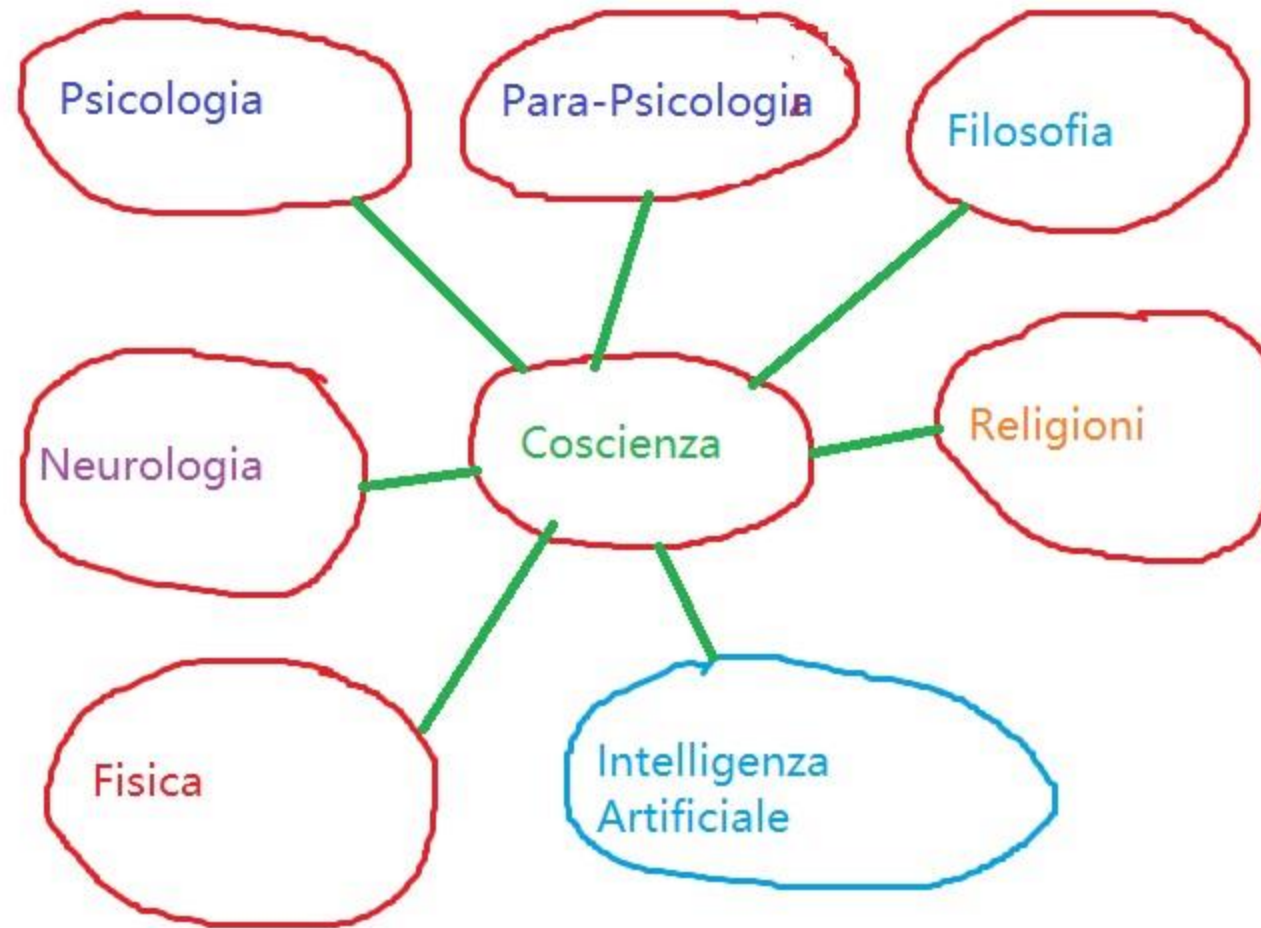 Psicologia
Para-Psicologia
Filosofia
Neurologia
Coscienza
Religioni
Fisica
Intelligenza
Artificiale